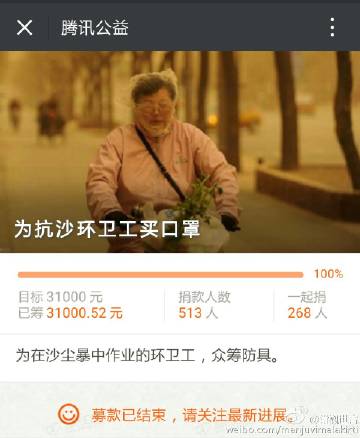 腾讯公益
为抗沙环卫工买口罩
100%
目标 31000 元
已筹 31000.52 元
捐款人数
513 人
一起捐
268 人
为在沙尘暴中作业的环卫工，众筹防具。
募款已结束，请关注最新进展。
weibo.com/manjuvimalakirti